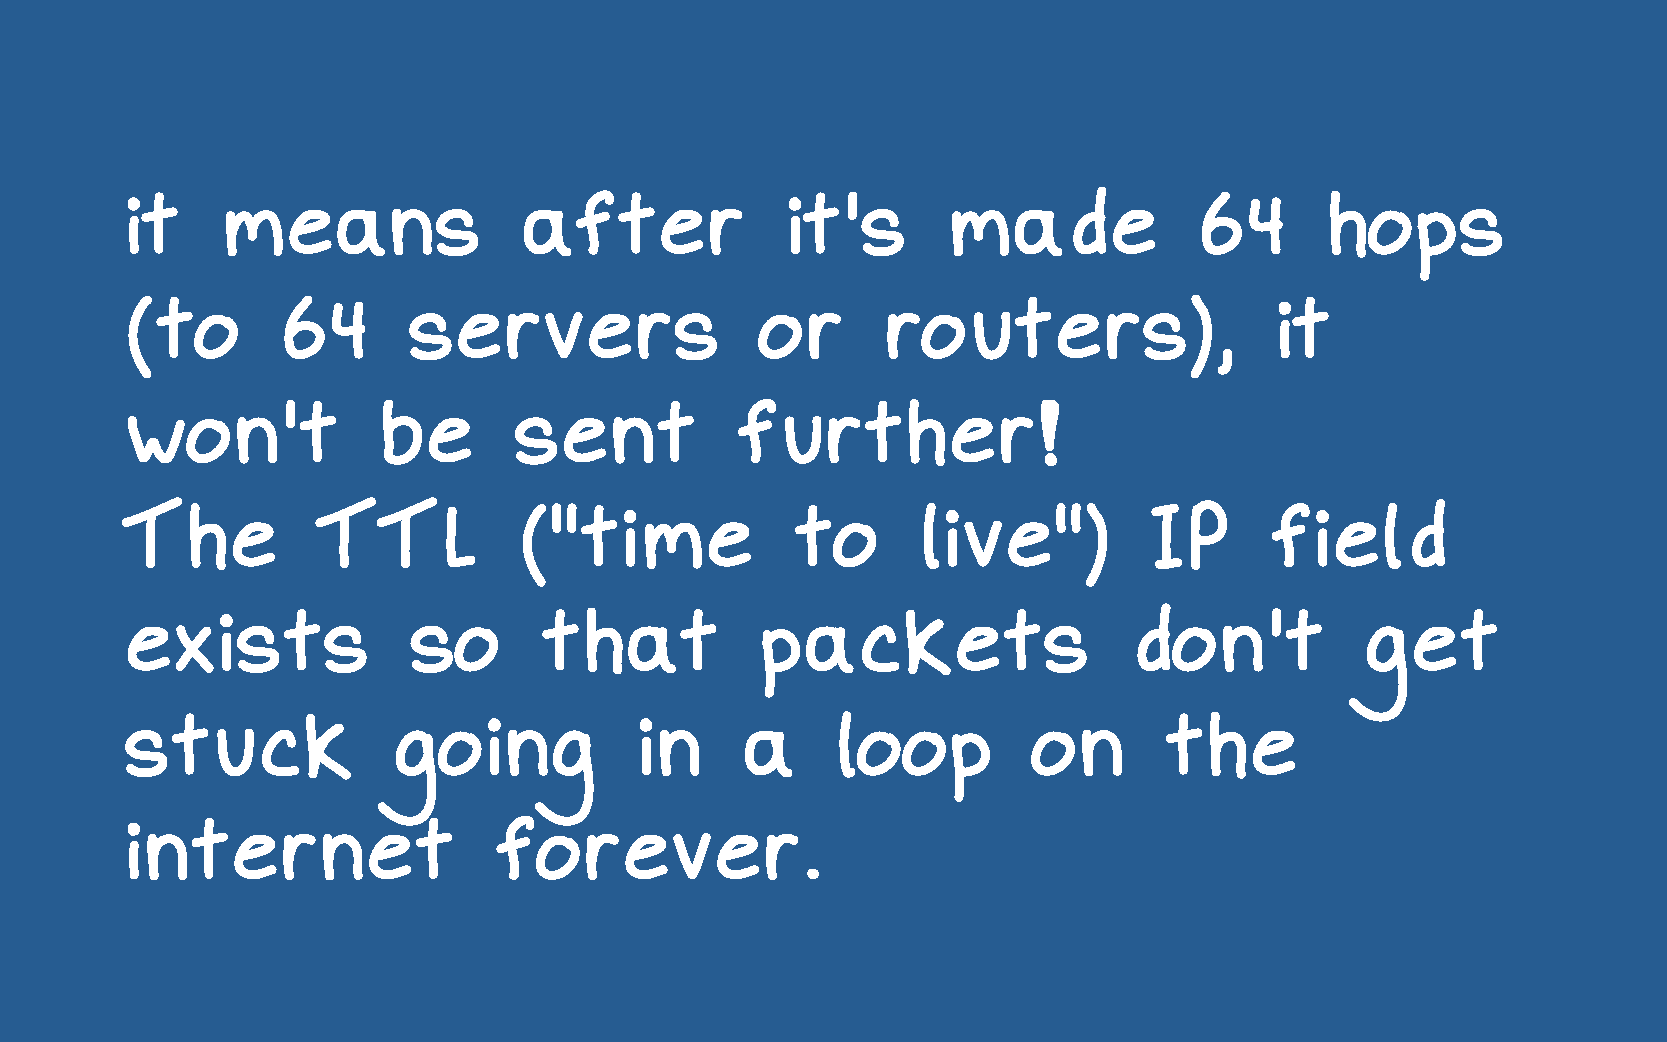 it means after it's made 64 hops
(to 64 servers or routers), it
won't be sent further!
The TTL ("time to live") IP field
exists so that packets don't get
stuck going in a loop on the
internet forever.